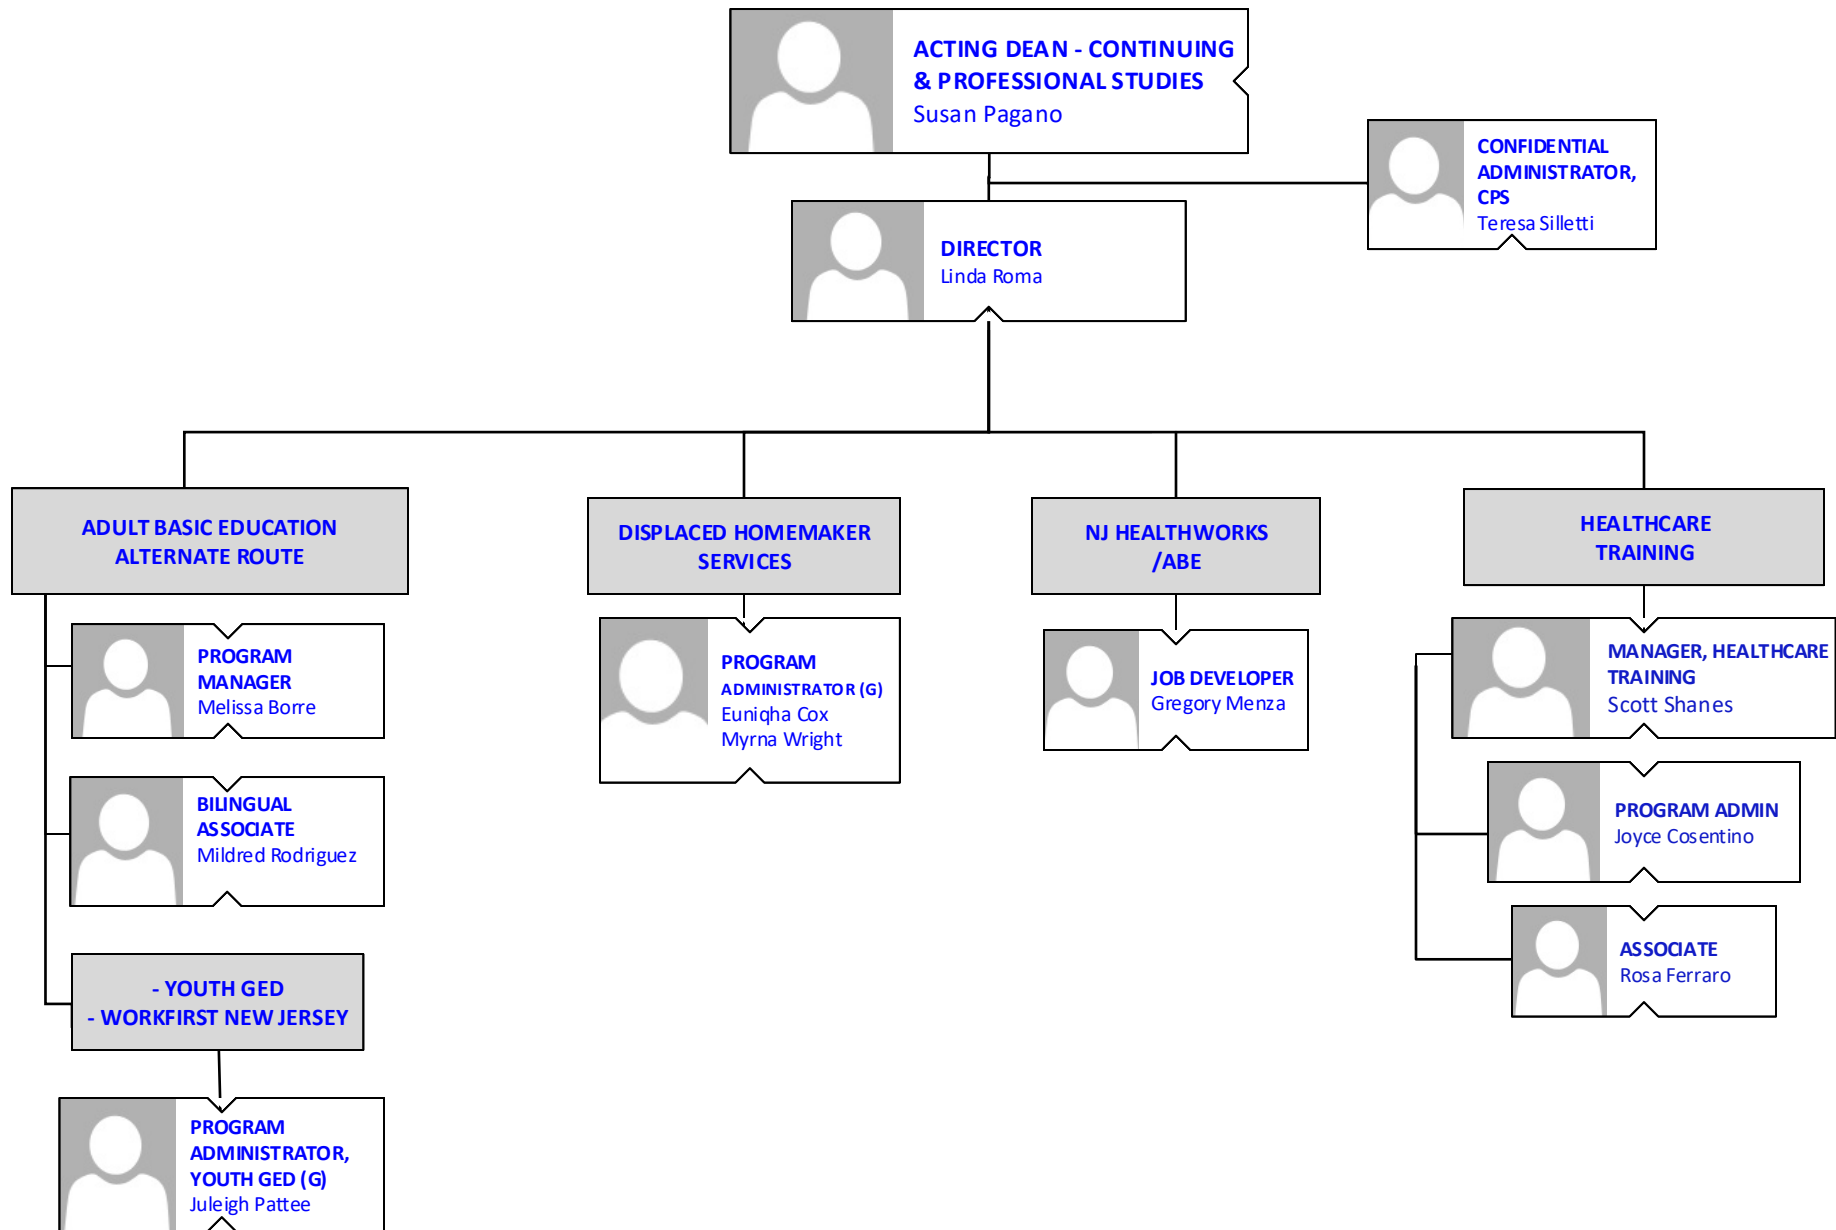 ACTING DEAN - CONTINUING
& PROFESSIONAL STUDIES
Susan Pagano
CONFIDENTIAL
ADMINISTRATOR,
CPS
Teresa Silletti
DIRECTOR
Linda Roma
ADULT BASIC EDUCATION
ALTERNATE ROUTE
PROGRAM
MANAGER
Melissa Borre
BILINGUAL
ASSOCIATE
Mildred Rodriguez
- YOUTH GED
- WORKFIRST NEW JERSEY
PROGRAM
ADMINISTRATOR,
YOUTH GED (G)
Juleigh Pattee
DISPLACED HOMEMAKER
SERVICES
PROGRAM
ADMINISTRATOR (G)
Euniqha Cox
Myrna Wright
NJ HEALTHWORKS
/ABE
JOB DEVELOPER
Gregory Menza
HEALTHCARE
TRAINING
MANAGER, HEALTHCARE
TRAINING
Scott Shanes
PROGRAM ADMIN
Joyce Cosentino
ASSOCIATE
Rosa Ferraro